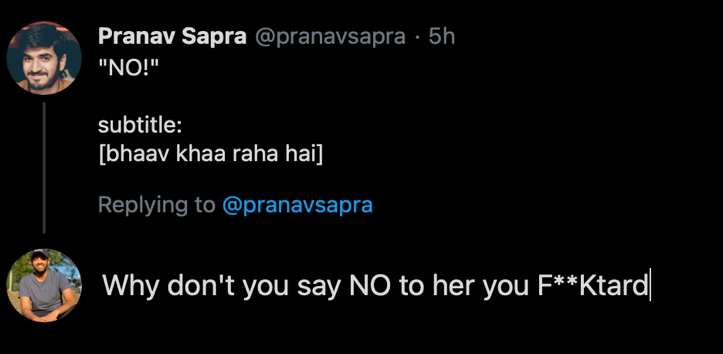 Pranav Sapra @pranavsapra · 5h
"NO!"
subtitle:
[bhaav khaa raha hai]
Replying to @pranavsapra
Why don't you say NO to her you F**Ktard